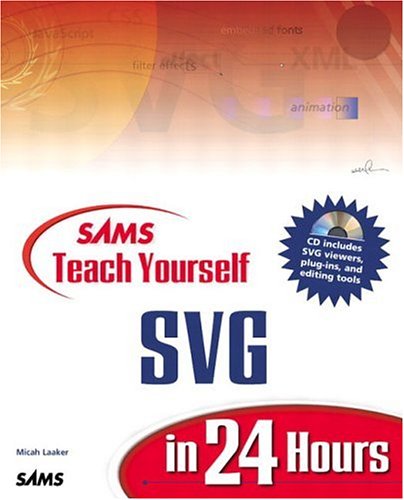 CSS
JavaScript
embedded fonts
filter effects
XML
SVG
animation
SAMS
Teach Yourself
CD includes
SVG viewers,
plug-ins, and
editing tools
SVG
Micah Laaker
in 24 Hours
SAMS